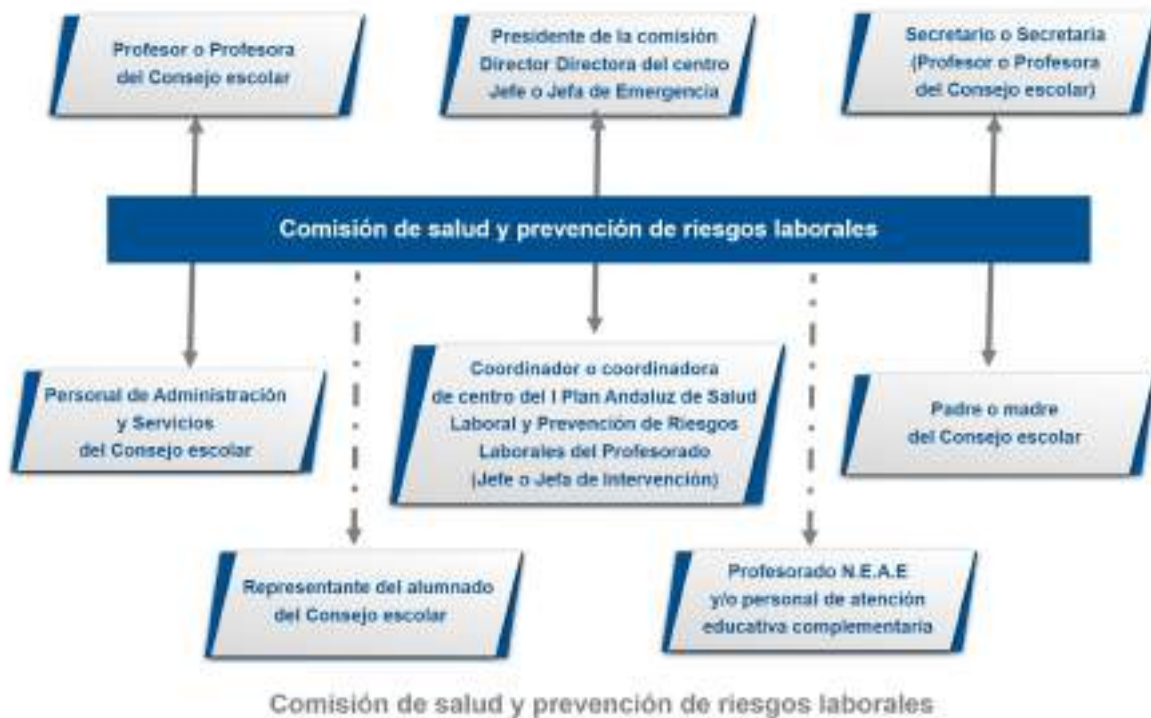 Profesor o Profesora
del Consejo escolar
Presidente de la comisión
Director Directora del centro
Jefe o Jefa de Emergencia
Secretario o Secretaria
(Profesor o Profesora
del Consejo escolar)
Comisión de salud y prevención de riesgos laborales
Personal de Administración
y Servicios
del Consejo escolar
Coordinador o coordinadora
de centro del I Plan Andaluz de Salud
Laboral y Prevención de Riesgos
Laborales del Profesorado
(Jefe o Jefa de Intervención)
Padre o madre
del Consejo escolar
Representante del alumnado
del Consejo escolar
Profesorado N.E.A.E
y/o personal de atención
educativa complementaria
Comisión de salud y prevención de riesgos laborales